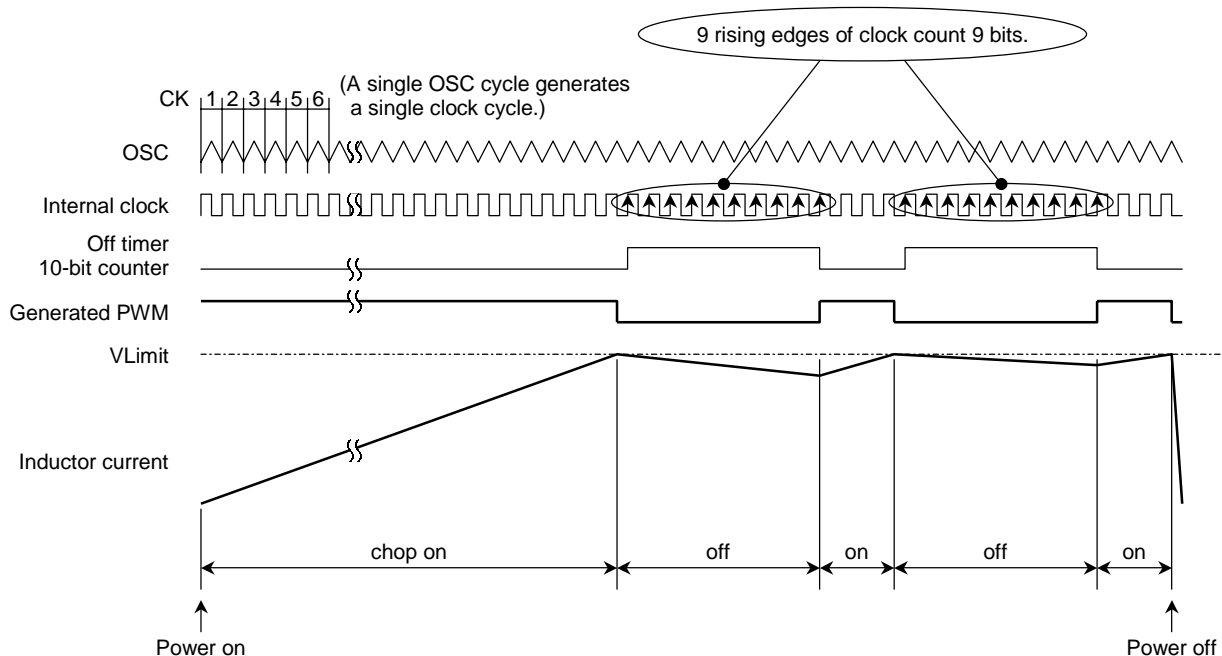 9 rising edges of clock count 9 bits.
CK 1 2 3 4 5 6
(A single OSC cycle generates
a single clock cycle.)
OSC
Internal clock
Off timer
10-bit counter
Generated PWM
VLimit
Inductor current
chop on off on off on
Power on Power off